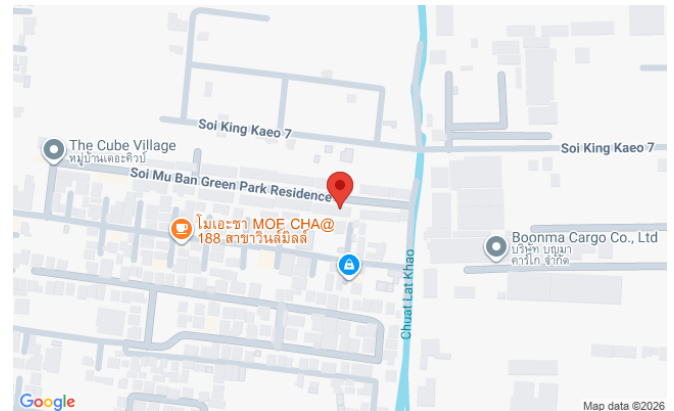 Soi King Kaeo 7
Soi King Kaeo 7
The Cube Village
หมู่บ้านเดอะคิวบ์
Soi Mu Ban Green Park Residence
โมเอะชา MOE CHA@
188 สาขาวินล์มิลล์
Boonma Cargo Co., Ltd
บริษัท บุญมา
คาร์โก จำกัด
Chuat Lat Khao
Google
Map data ©2026